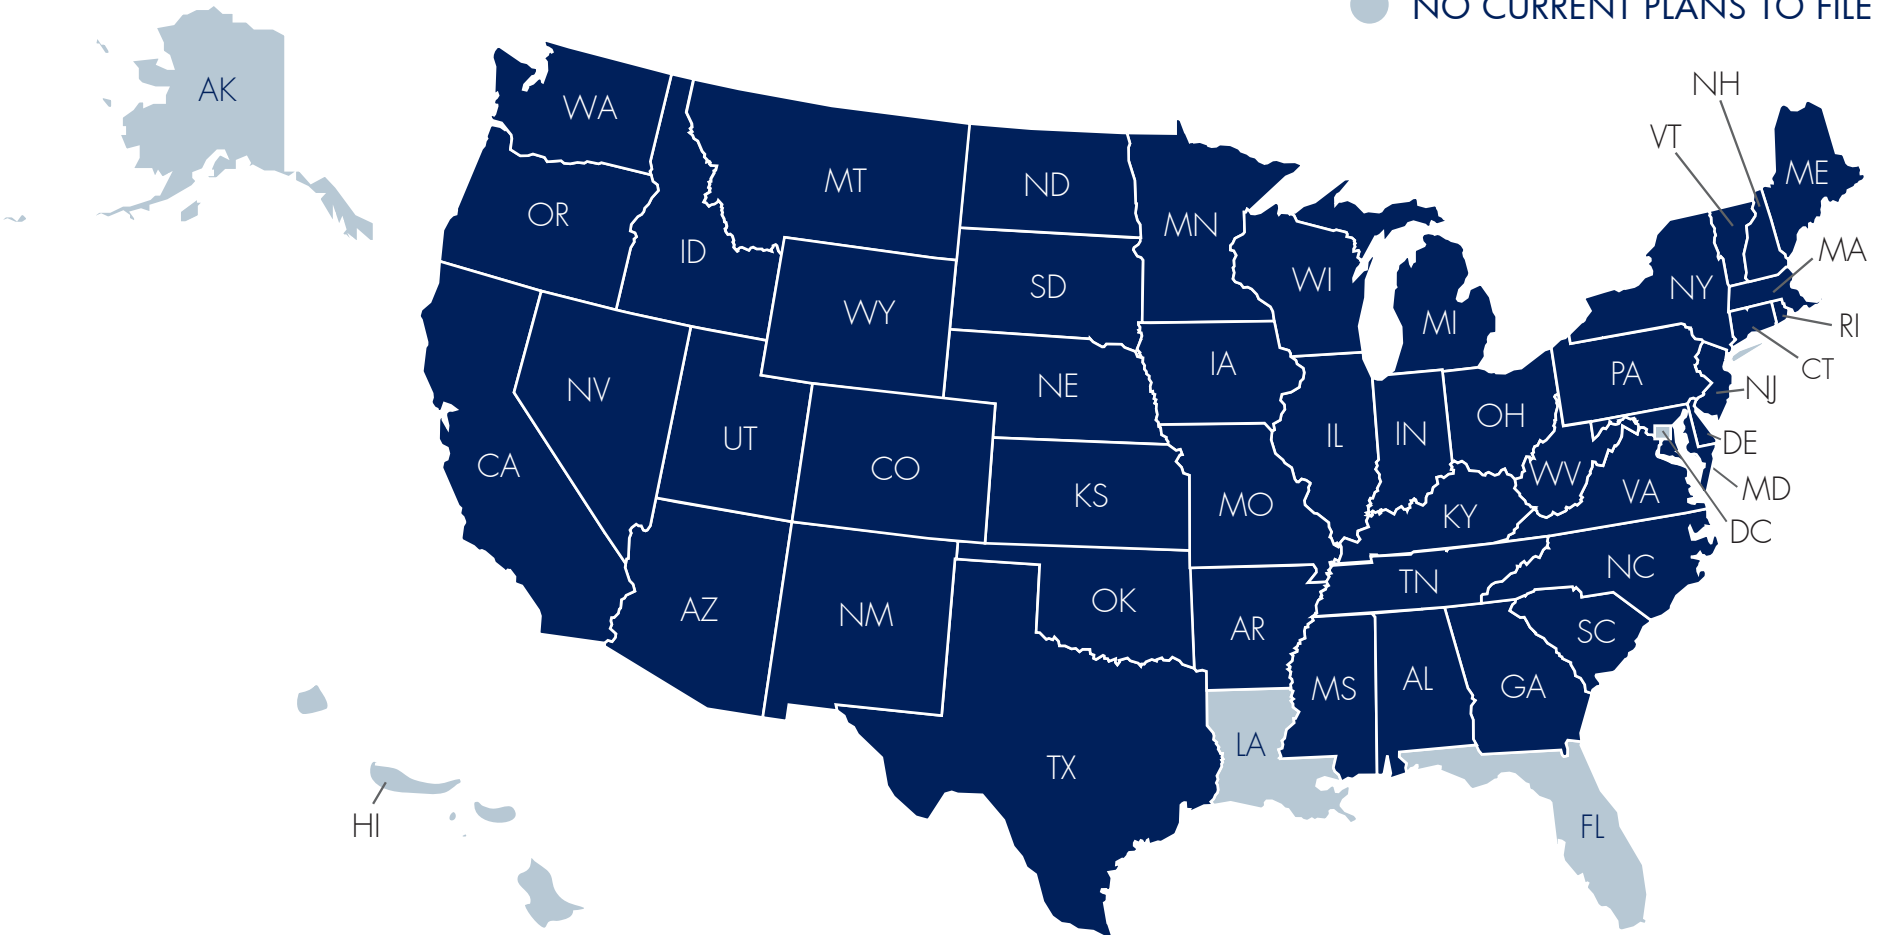 NO CURRENT PLANS TO FILE
AK
WA
NH
VT
ME
MT
ND
OR
MN
MA
ID
WI
NY
SD
WY
MI
RI
IA
CT
PA
NJ
NE
NV
OH
UT
IL
IN
DE
CO
CA
WV
MD
KS
VA
MO
KY
DC
NC
TN
OK
AZ
NM
AR
SC
MS
AL
GA
LA
TX
HI
FL